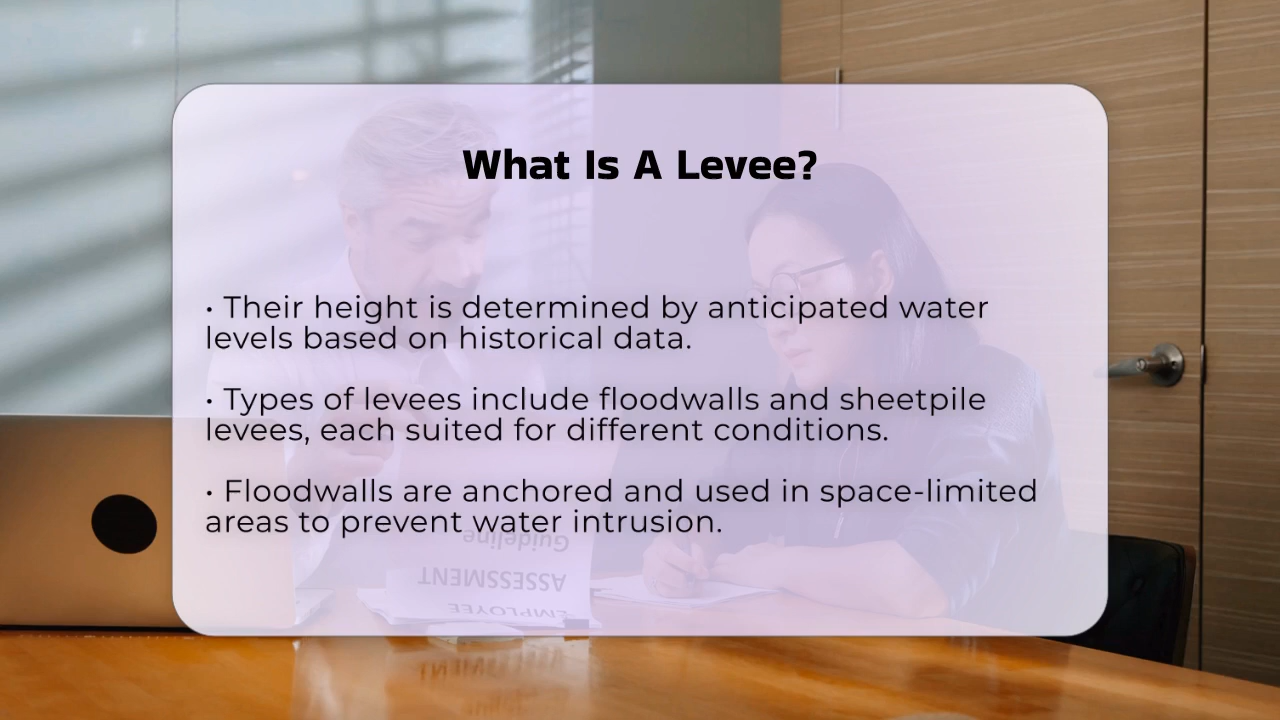 What Is A Levee?
• Their height is determined by anticipated water
levels based on historical data.
• Types of levees include floodwalls and sheetpile
levees, each suited for different conditions.
• Floodwalls are anchored and used in space-limited
areas to prevent water intrusion.
Guideline
ASSESSMENT
EMPLOYEE